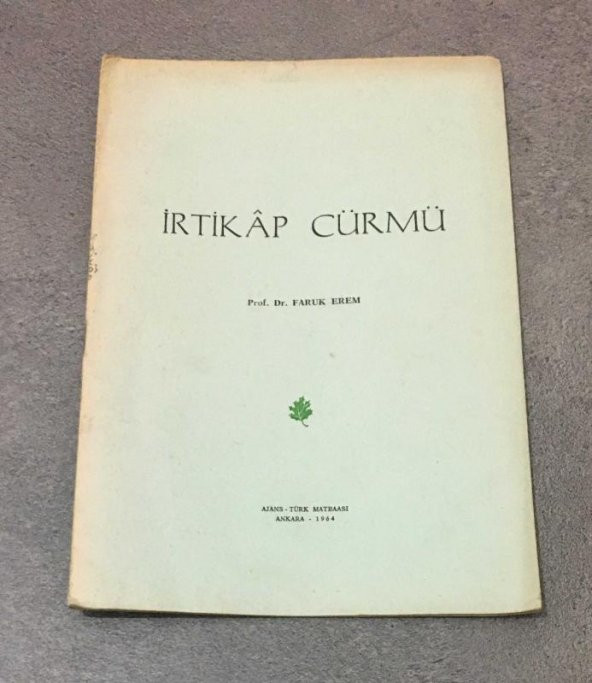 İRTİKÂP CÜRMÜ
Prof. Dr. FARUK EREM
AJANS - TÜRK MATBAASI
ANKARA - 1964